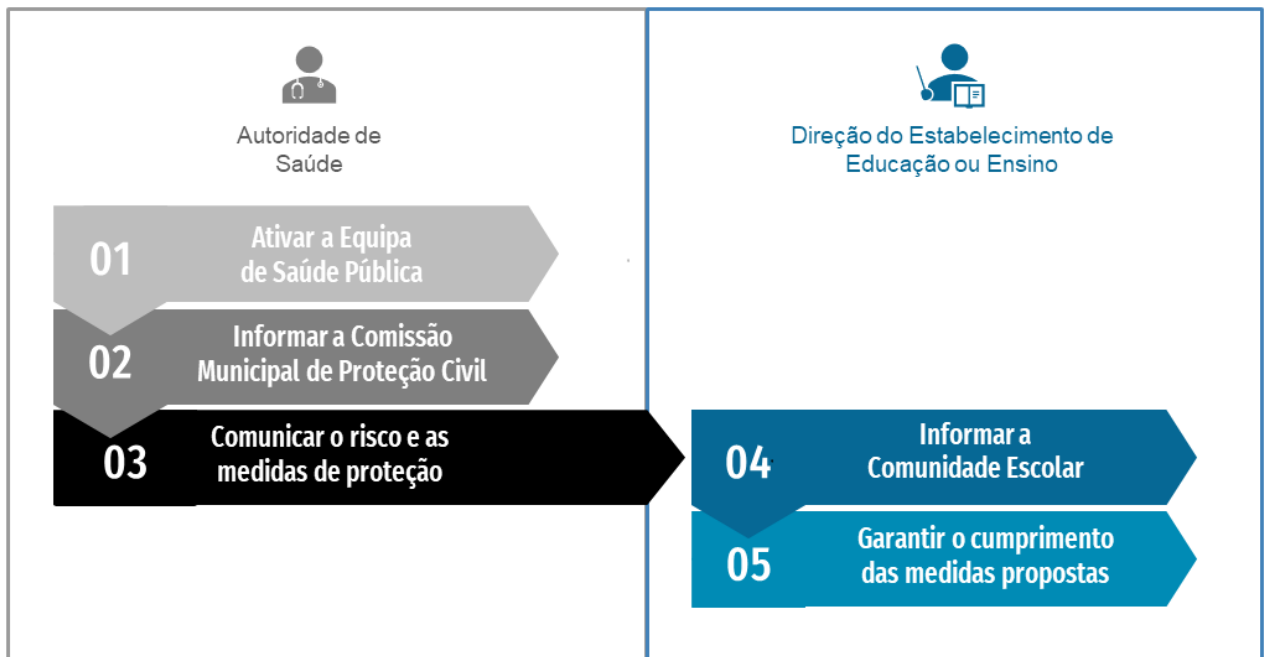 Autoridade de
Saúde
Direção do Estabelecimento de
Educação ou Ensino
01
Ativar a Equipa
de Saúde Pública
02
Informar a Comissão
Municipal de Proteção Civil
03
Comunicar o risco e as
medidas de proteção
04
Informar a
Comunidade Escolar
05
Garantir o cumprimento
das medidas propostas